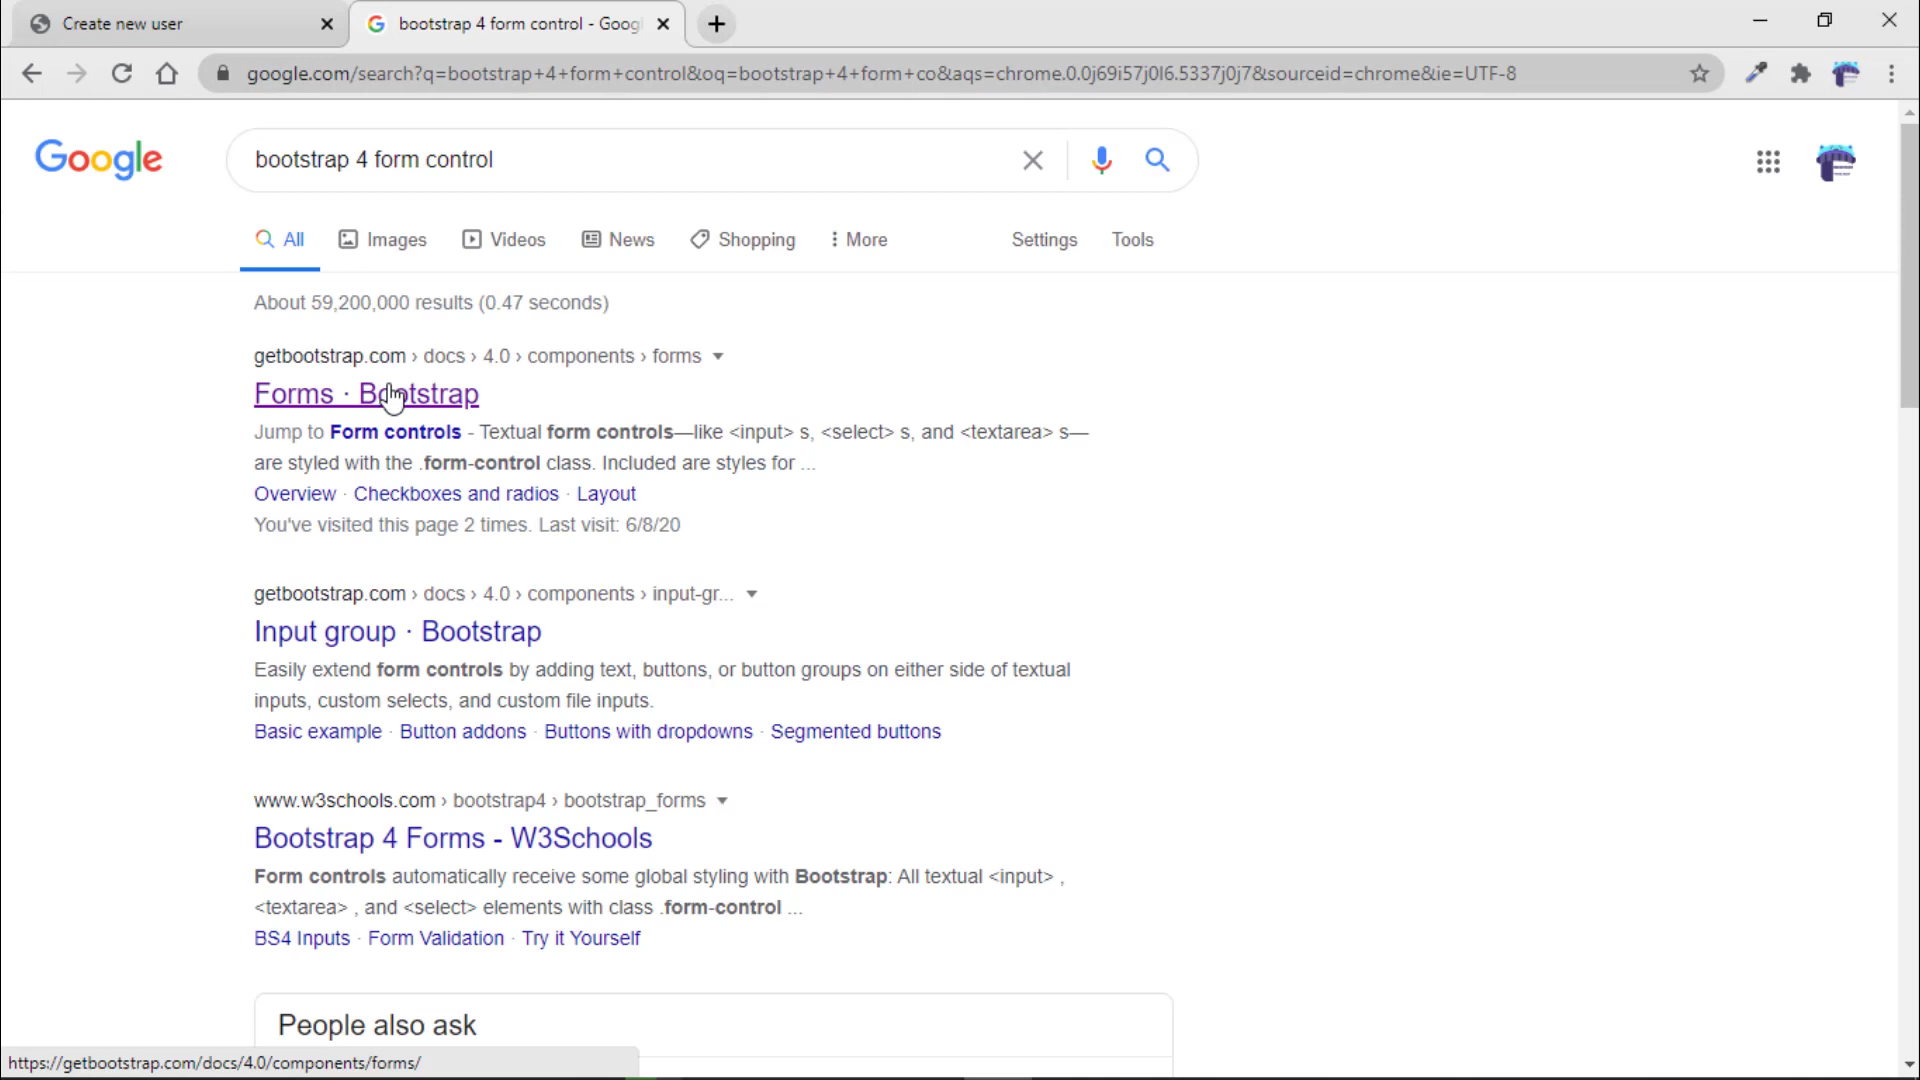 Create new user
bootstrap 4 form control - Goog
google.com/search?q=bootstrap+4+form+control&oq=bootstrap+4+form+co&aqs=chrome.0.0j69i57j0l6.5337j0j7&sourceid=chrome&ie=UTF-8
Google
bootstrap 4 form control
All
Images
Videos
News
Shopping
More
Settings
Tools
About 59,200,000 results (0.47 seconds)
getbootstrap.com › docs › 4.0 › components › forms
Forms · Bootstrap
Jump to Form controls - Textual form controls—like <input> s, <select> s, and <textarea> s—
are styled with the .form-control class. Included are styles for ...
Overview · Checkboxes and radios · Layout
You've visited this page 2 times. Last visit: 6/8/20
getbootstrap.com › docs › 4.0 › components › input-gr...
Input group · Bootstrap
Easily extend form controls by adding text, buttons, or button groups on either side of textual
inputs, custom selects, and custom file inputs.
Basic example · Button addons · Buttons with dropdowns · Segmented buttons
www.w3schools.com › bootstrap4 › bootstrap_forms
Bootstrap 4 Forms - W3Schools
Form controls automatically receive some global styling with Bootstrap: All textual <input> ,
<textarea> , and <select> elements with class .form-control ...
BS4 Inputs · Form Validation · Try it Yourself
People also ask
https://getbootstrap.com/docs/4.0/components/forms/